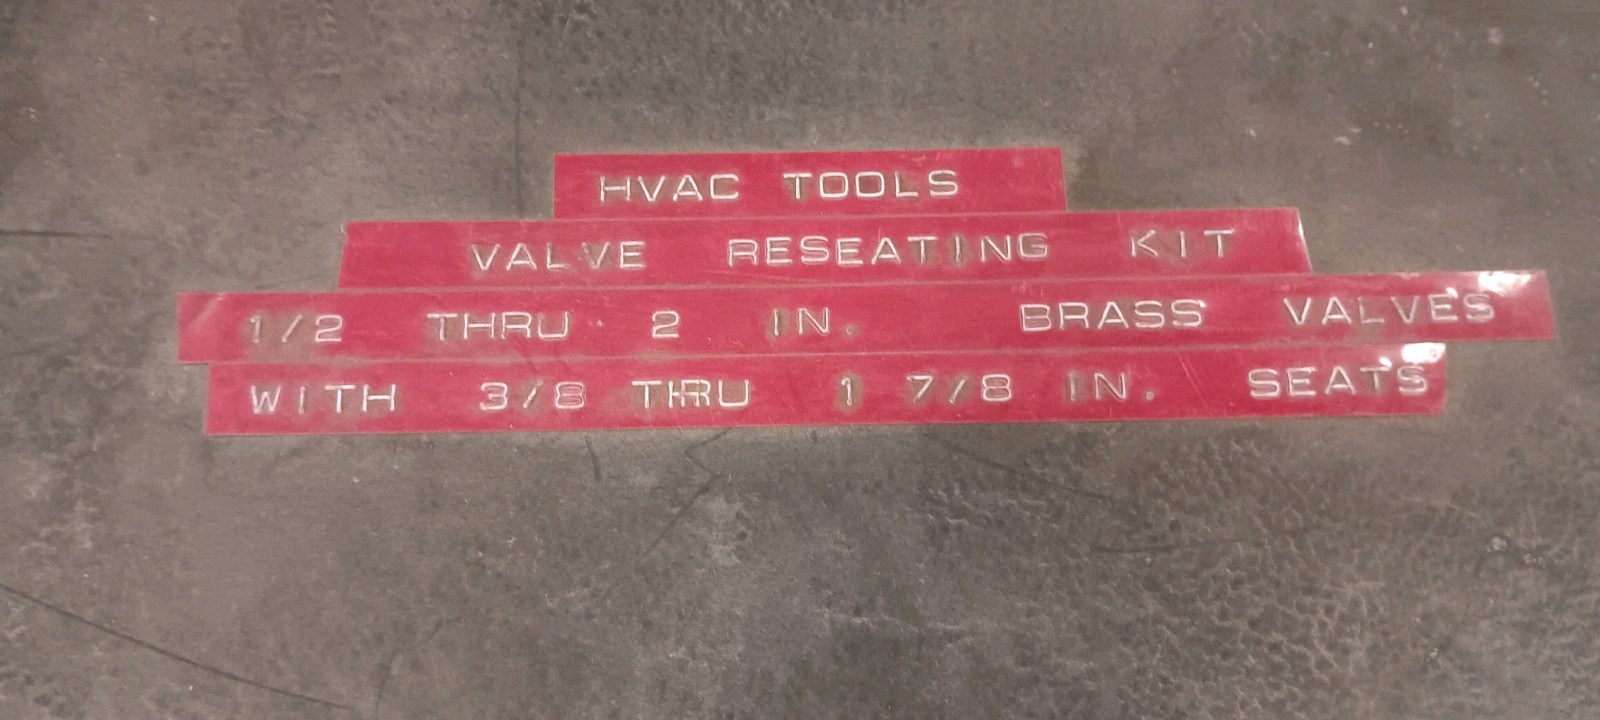 HVAC TOOLS
VALVE RESEATING KIT
1/2 THRU 2 IN. BRASS VALVES
WITH 3/8 THRU 1 7/8 IN. SEATS